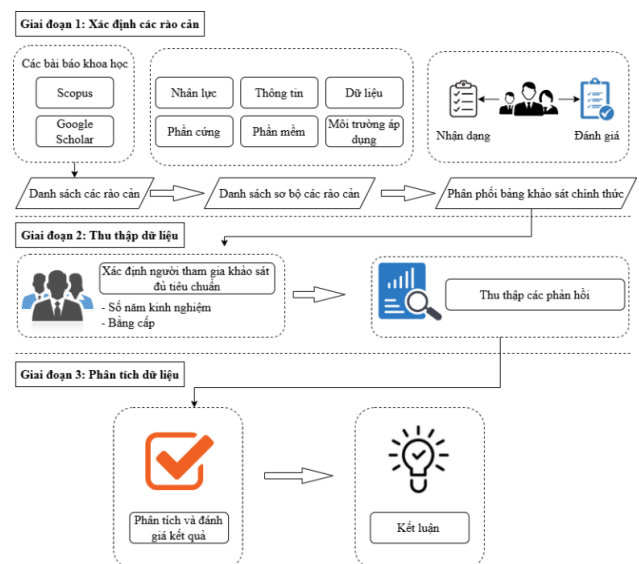 Giai đoạn 1: Xác định các rào cản
Các bài báo khoa học
Scopus
Google
Scholar
Nhân lực
Thông tin
Dữ liệu
Phần cứng
Phần mềm
Môi trường áp
dụng
Nhận dạng
Đánh giá
Danh sách các rào cản
Danh sách sơ bộ các rào cản
Phân phối bảng khảo sát chính thức
Giai đoạn 2: Thu thập dữ liệu
Xác định người tham gia khảo sát
đủ tiêu chuẩn
- Số năm kinh nghiệm
- Bằng cấp
Thu thập các phản hồi
Giai đoạn 3: Phân tích dữ liệu
Phân tích và đánh
giá kết quả
Kết luận